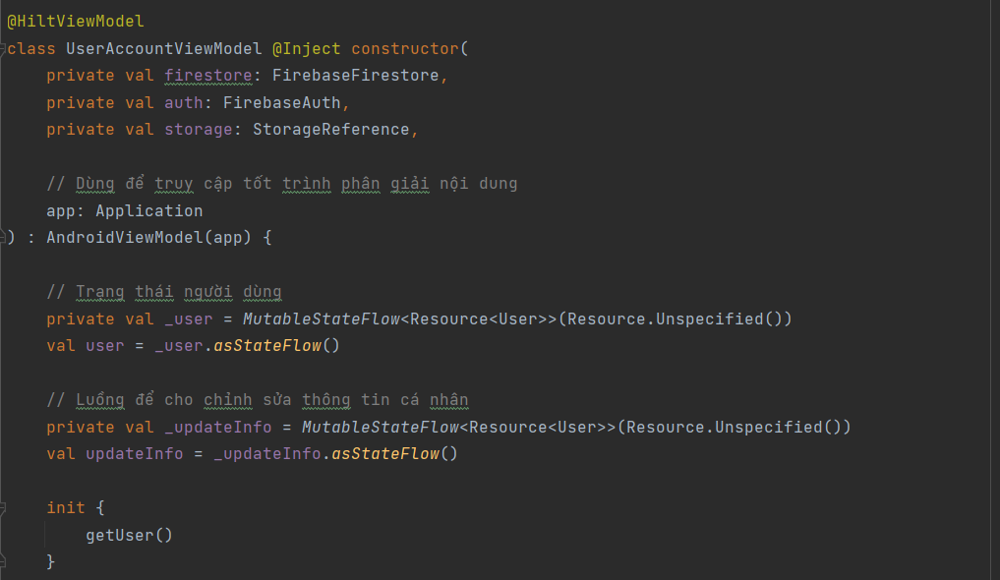 @HiltViewModel
class UserAccountViewModel @Inject constructor(
    private val firestore: FirebaseFirestore,
    private val auth: FirebaseAuth,
    private val storage: StorageReference,
    // Dùng để truy cập tốt trình phân giải nội dung
    app: Application
) : AndroidViewModel(app) {
    // Trạng thái người dùng
    private val _user = MutableStateFlow<Resource<User>>(Resource.Unspecified())
    val user = _user.asStateFlow()
    // Luồng để cho chỉnh sửa thông tin cá nhân
    private val _updateInfo = MutableStateFlow<Resource<User>>(Resource.Unspecified())
    val updateInfo = _updateInfo.asStateFlow()
    init {
        getUser()
    }